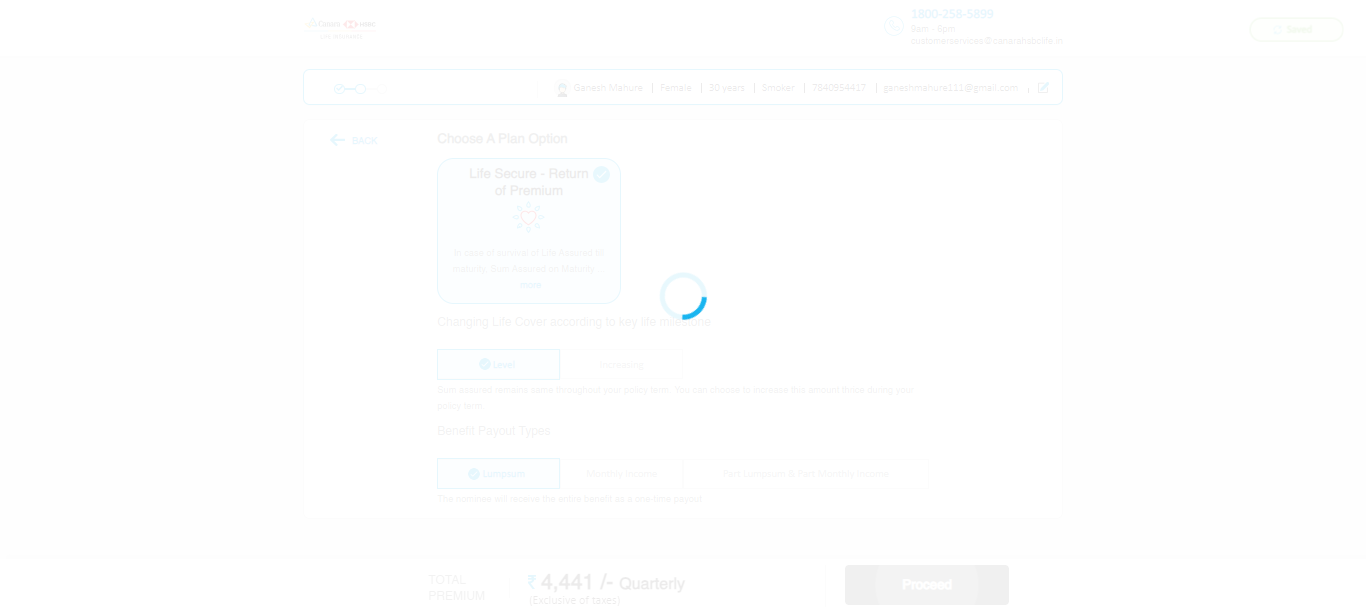 Canara HSBC
LIFE INSURANCE
1800-258-5899
9am - 6pm
customerservices@canarahsbclife.in
Saved
Ganesh Mahure | Female | 30 years | Smoker | 7840554417 | ganeshmahure111@gmail.com
BACK
Choose A Plan Option
Life Secure - Return
of Premium
In case of survival of Life Assured till
maturity, Sum Assured on Maturity
more
Changing Life Cover according to key life milestone
Level
Increasing
Sum assured remains same throughout your policy term. You can choose to increase this amount thrice during your
policy term.
Benefit Payout Types
Lumpsum
Monthly Income
Part Lumpsum & Part Monthly Income
The nominee will receive the entire benefit as a one-time payout
TOTAL
PREMIUM
₹ 4,441 /- Quarterly
(Exclusive of taxes)
Proceed